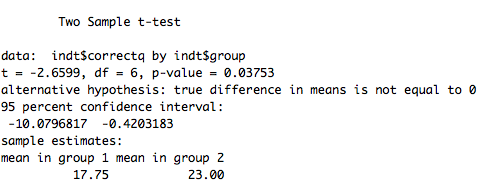 Two Sample t-test
data: indt$correctq by indt$group
t = -2.6599, df = 6, p-value = 0.03753
alternative hypothesis: true difference in means is not equal to 0
95 percent confidence interval:
-10.0796817 -0.4203183
sample estimates:
mean in group 1 mean in group 2
17.75 23.00